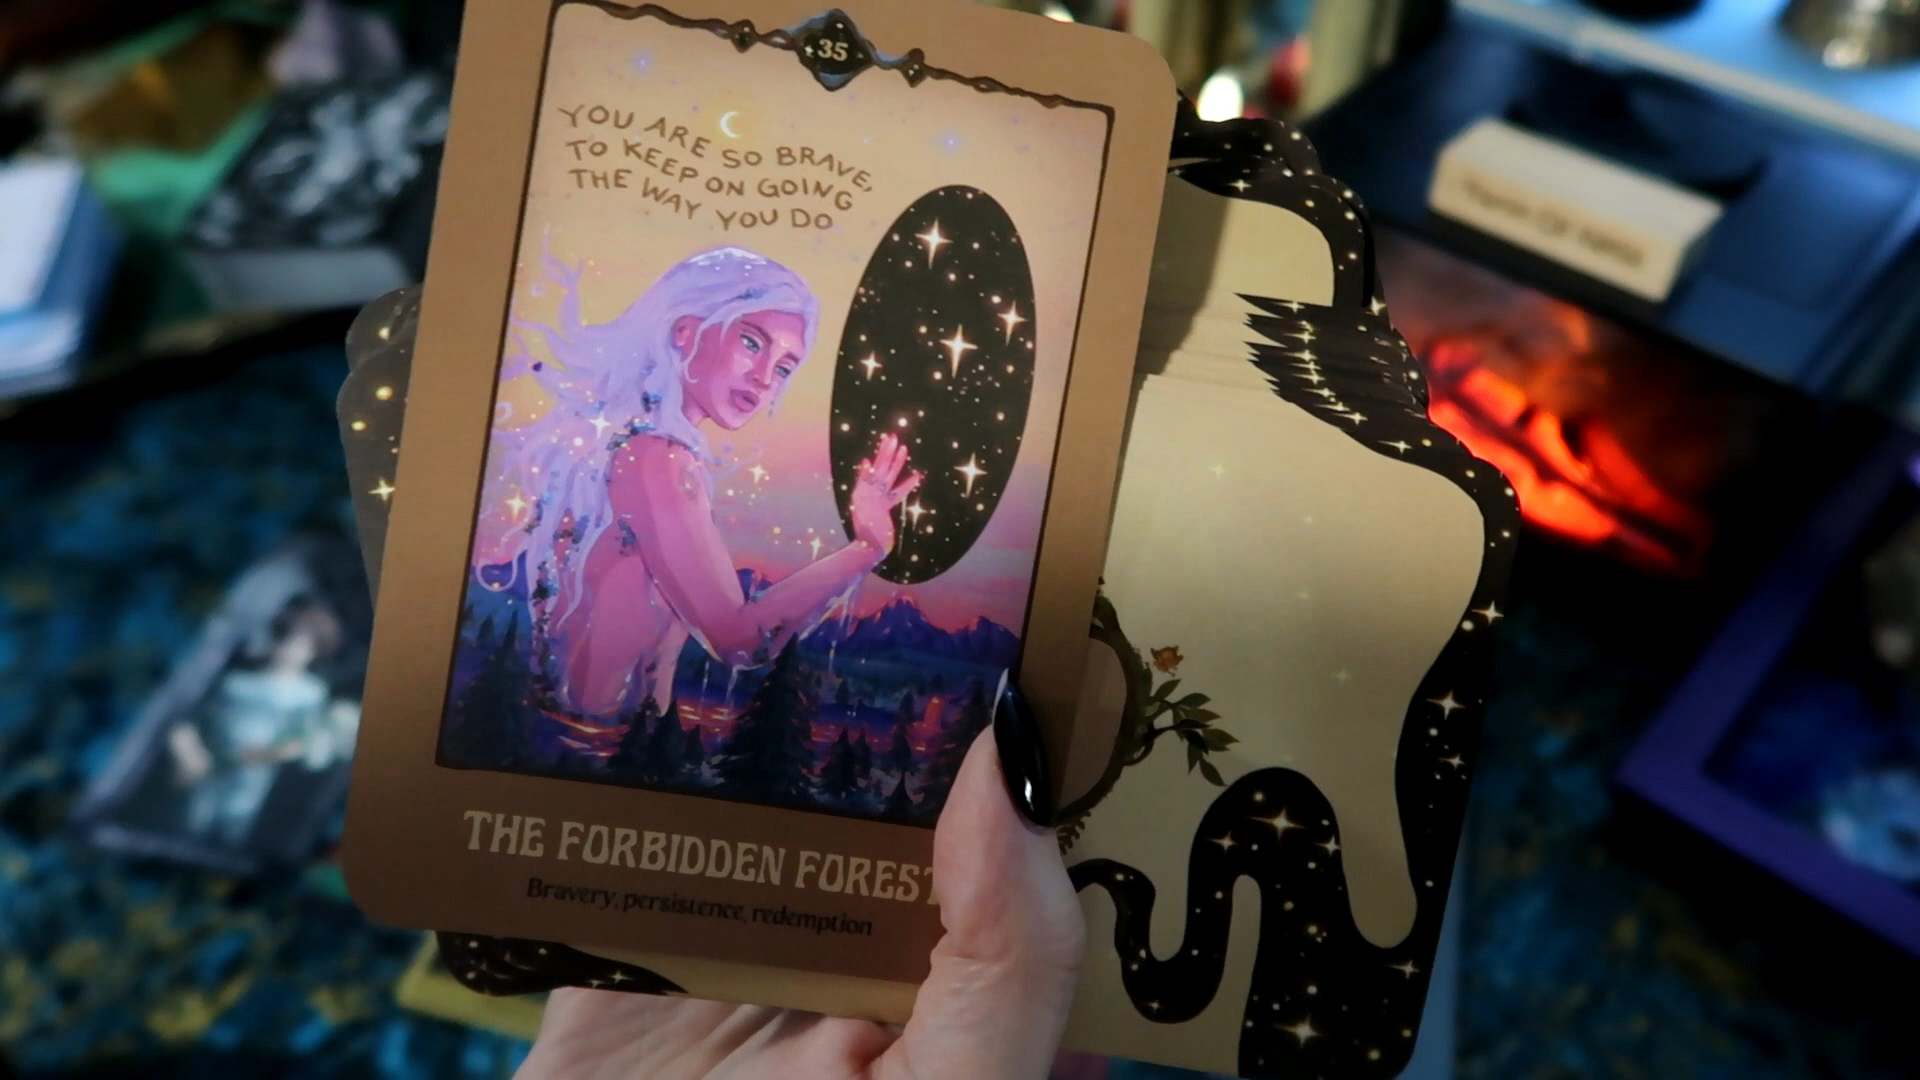 35
YOU ARE SO BRAVE,
TO KEEP ON GOING
THE WAY YOU DO
THE FORBIDDEN FOREST
Bravery, persistence, redemption